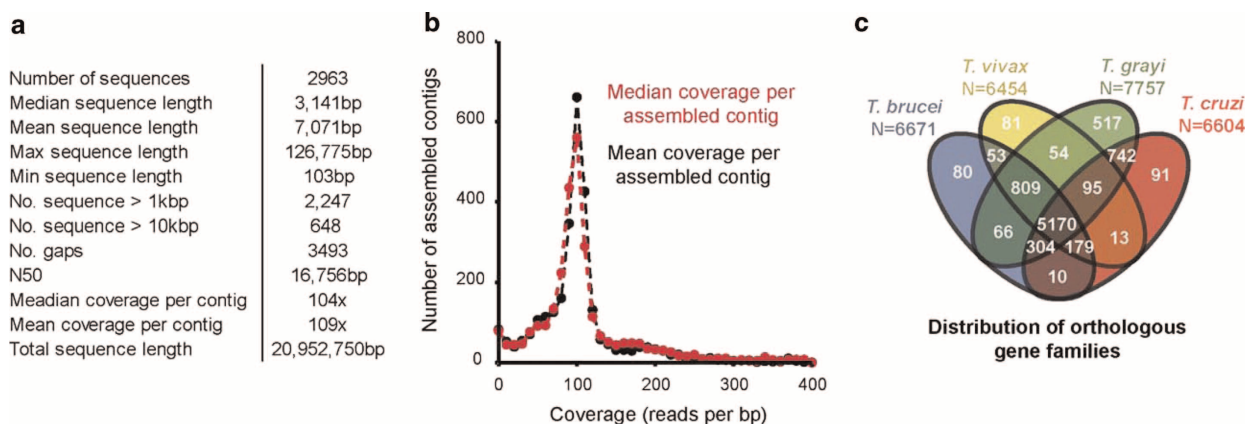 a
Number of sequences 2963
Median sequence length 3,141bp
Mean sequence length 7,071bp
Max sequence length 126,775bp
Min sequence length 103bp
No. sequence > 1kbp 2,247
No. sequence > 10kbp 648
No. gaps 3493
N50 16,756bp
Meadian coverage per contig 104x
Mean coverage per contig 109x
Total sequence length 20,952,750bp
b
Number of assembled contigs
800
600
400
200
0
0 100 200 300 400
Coverage (reads per bp)
Median coverage per
assembled contig
Mean coverage per
assembled contig
c
T. vivax
N=6454
T. grayi
N=7757
T. brucei
N=6671
T. cruzi
N=6604
81 517
53 54 742
80 809 95 91
5170
66 304 179 13
10
Distribution of orthologous
gene families